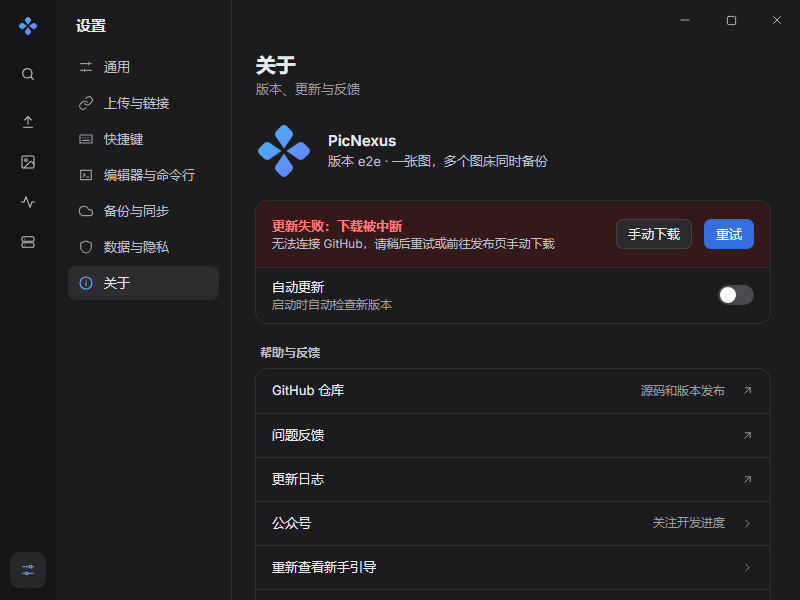 设置
通用
上传与链接
快捷键
编辑器与命令行
备份与同步
数据与隐私
关于
关于
版本、更新与反馈
PicNexus
版本 e2e · 一张图，多个图床同时备份
更新失败：下载被中断
无法连接 GitHub，请稍后重试或前往发布页手动下载
手动下载
重试
自动更新
启动时自动检查新版本
帮助与反馈
GitHub 仓库
源码和版本发布
问题反馈
更新日志
公众号
关注开发进度
重新查看新手引导